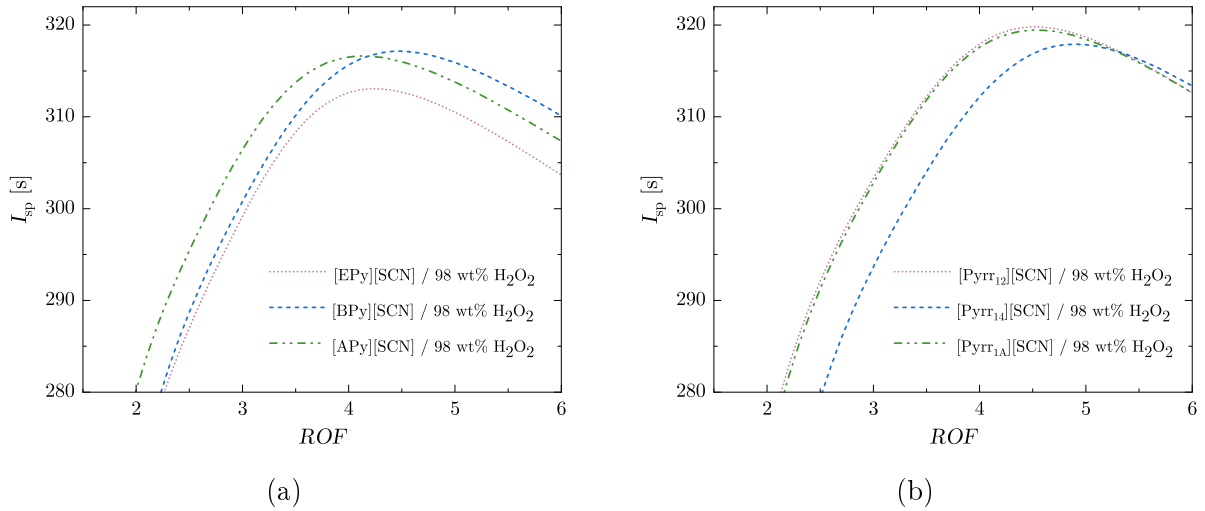 320
310
300
290
280
I_sp [s]
[EPy][SCN] / 98 wt% H₂O₂
[BPy][SCN] / 98 wt% H₂O₂
[APy][SCN] / 98 wt% H₂O₂
2 3 4 5 6
ROF
(a)
320
310
300
290
280
I_sp [s]
[Pyrr₁₂][SCN] / 98 wt% H₂O₂
[Pyrr₁₄][SCN] / 98 wt% H₂O₂
[Pyrr₁A][SCN] / 98 wt% H₂O₂
2 3 4 5 6
ROF
(b)